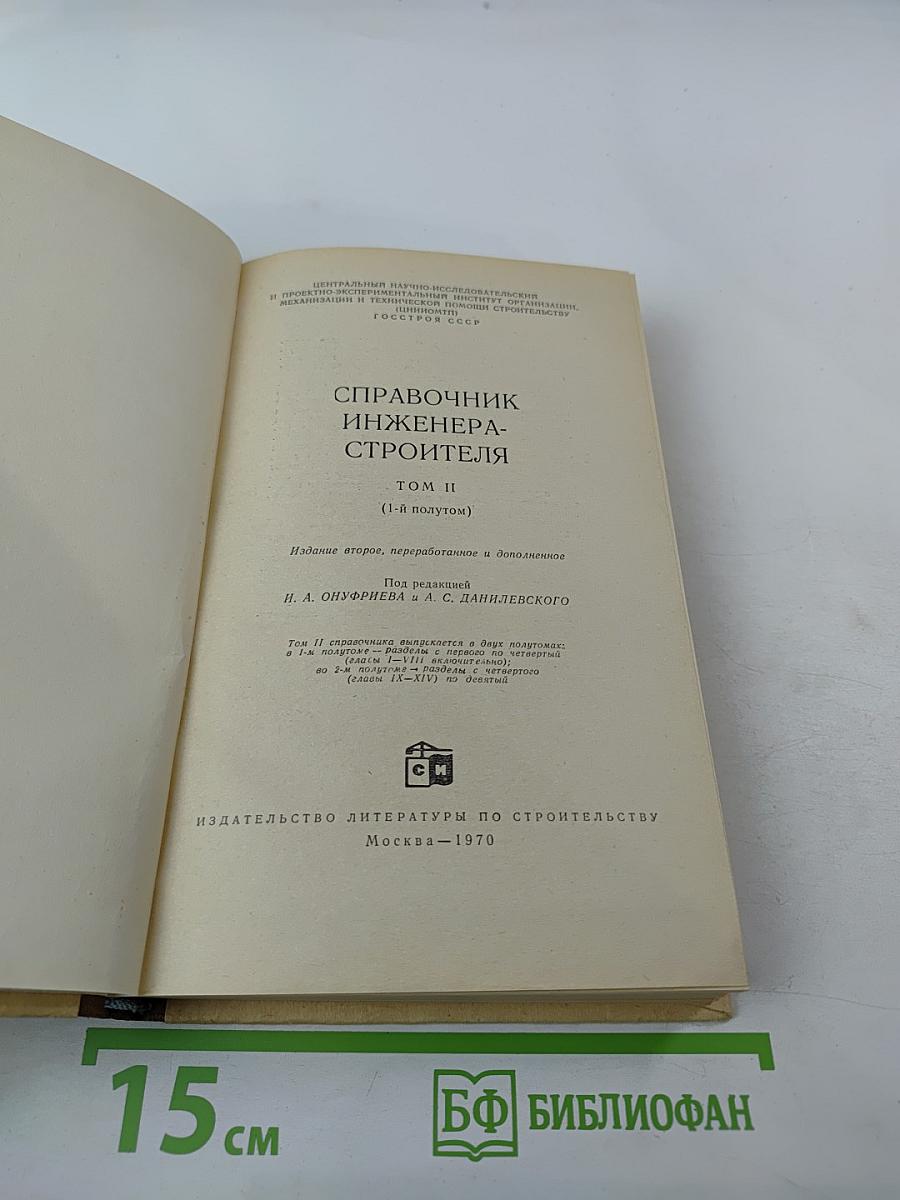 ЦЕНТРАЛЬНЫЙ НАУЧНО-ИССЛЕДОВАТЕЛЬСКИЙ
И ПРОЕКТНО-ЭКСПЕРИМЕНТАЛЬНЫЙ ИНСТИТУТ ОРГАНИЗАЦИИ,
МЕХАНИЗАЦИИ И ТЕХНИЧЕСКОЙ ПОМОЩИ СТРОИТЕЛЬСТВУ
(ЦНИИОМТП)
ГОССТРОЯ СССР
СПРАВОЧНИК
ИНЖЕНЕРА-
СТРОИТЕЛЯ
ТОМ II
(1-й полутом)
Издание второе, переработанное и дополненное
Под редакцией
И. А. ОНУФРИЕВА и А. С. ДАНИЛЕВСКОГО
Том II справочника выпускается в двух полутомах:
в 1-м полутоме — разделы с первого по четвертый
(главы I—VIII включительно);
во 2-м полутоме — разделы с четвертого
(главы IX—XIV) по девятый
С И
ИЗДАТЕЛЬСТВО ЛИТЕРАТУРЫ ПО СТРОИТЕЛЬСТВУ
Москва—1970
15 см
БФ БИБЛИОФАН